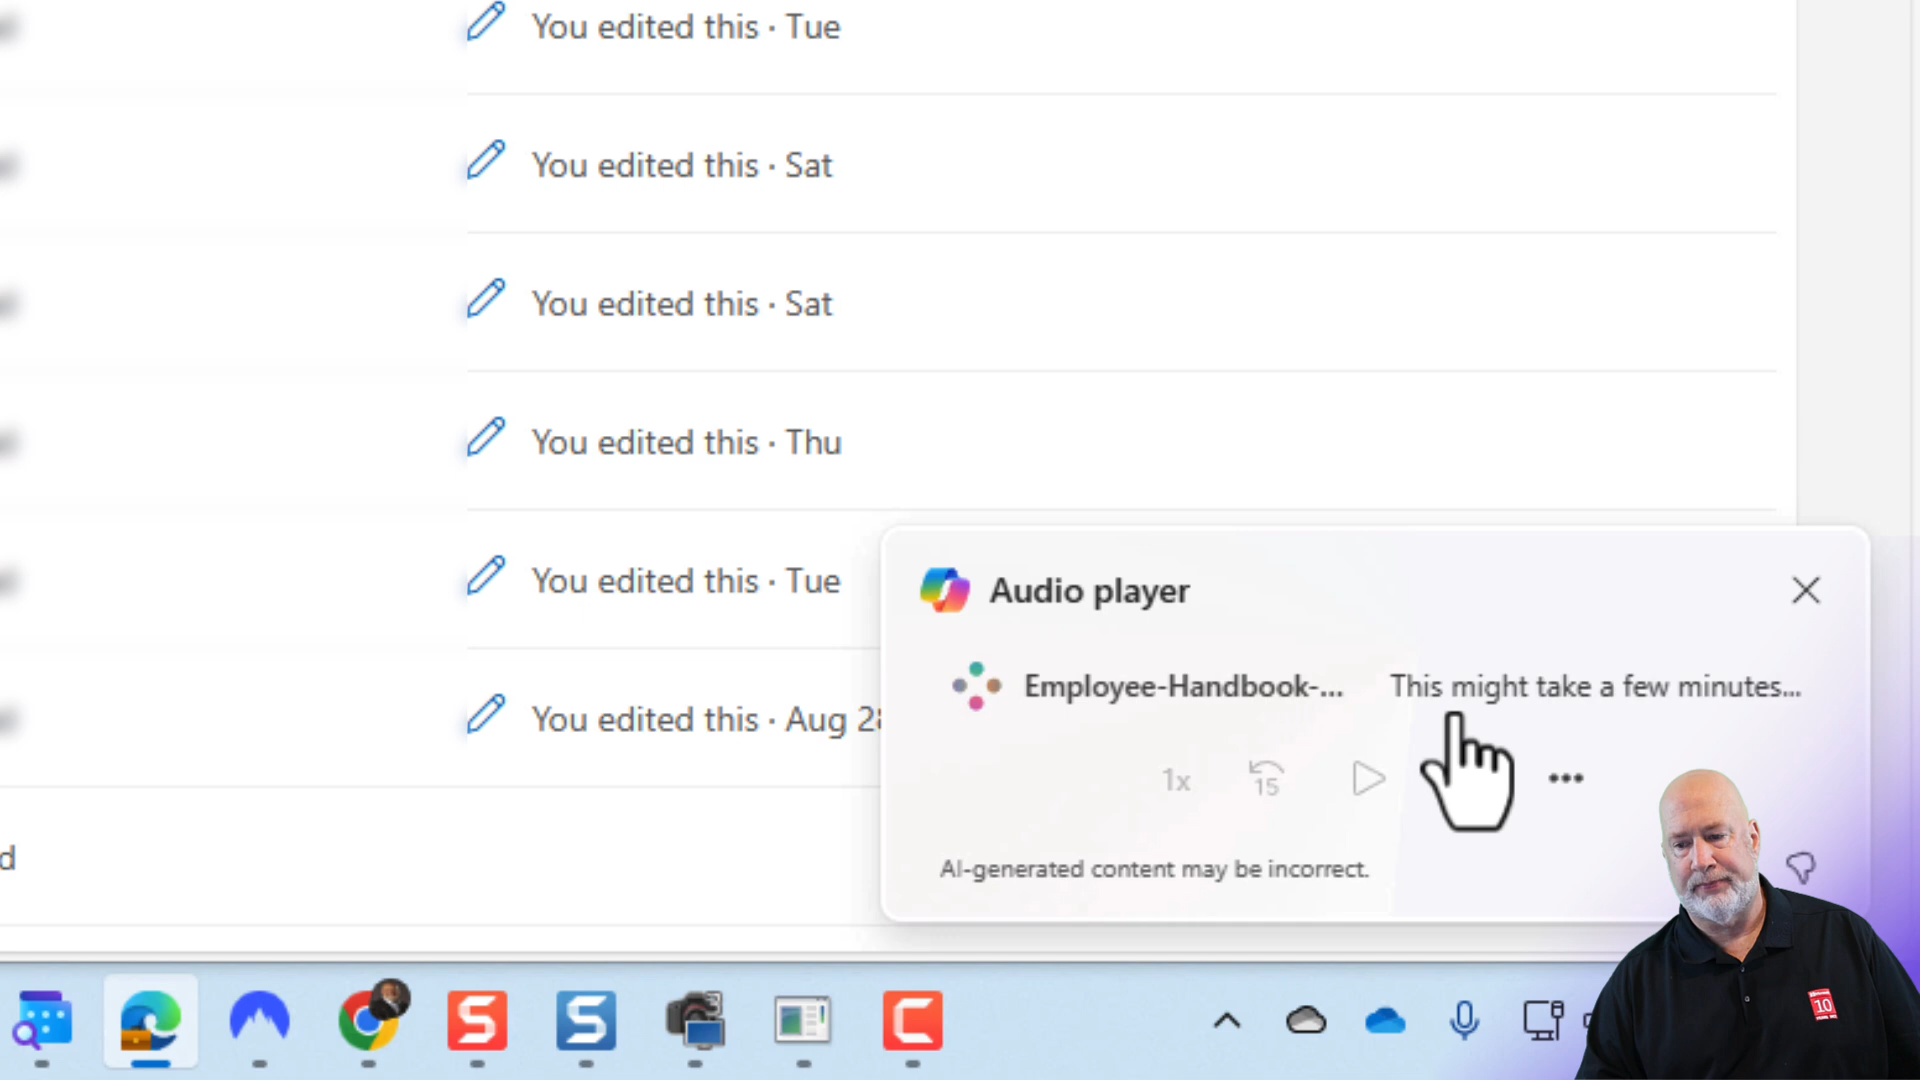 You edited this · Tue
You edited this · Sat
You edited this · Sat
You edited this · Thu
You edited this · Tue
You edited this · Aug
d
Audio player
Employee-Handbook-...
This might take a few minutes...
1x
15
AI-generated content may be incorrect.
S
S
C
10